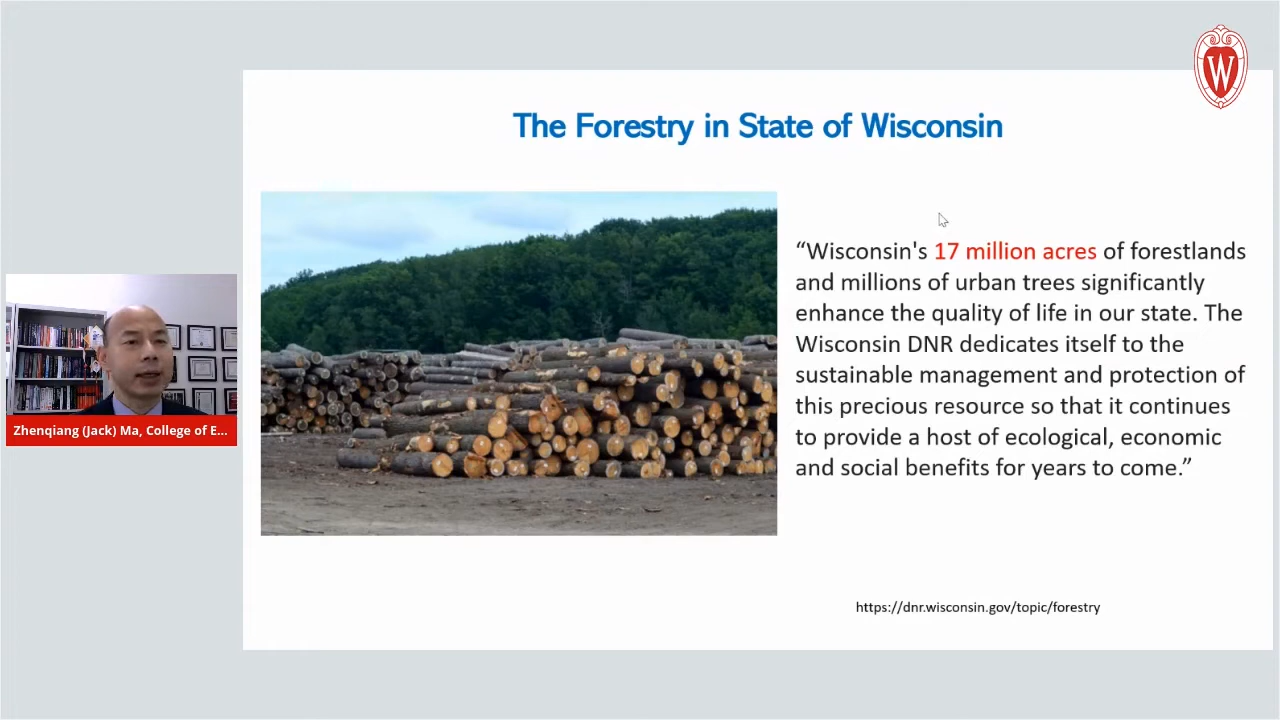 W
The Forestry in State of Wisconsin
“Wisconsin's 17 million acres of forestlands
and millions of urban trees significantly
enhance the quality of life in our state. The
Wisconsin DNR dedicates itself to the
sustainable management and protection of
this precious resource so that it continues
to provide a host of ecological, economic
and social benefits for years to come.”
Zhenqiang (Jack) Ma, College of E...
https://dnr.wisconsin.gov/topic/forestry